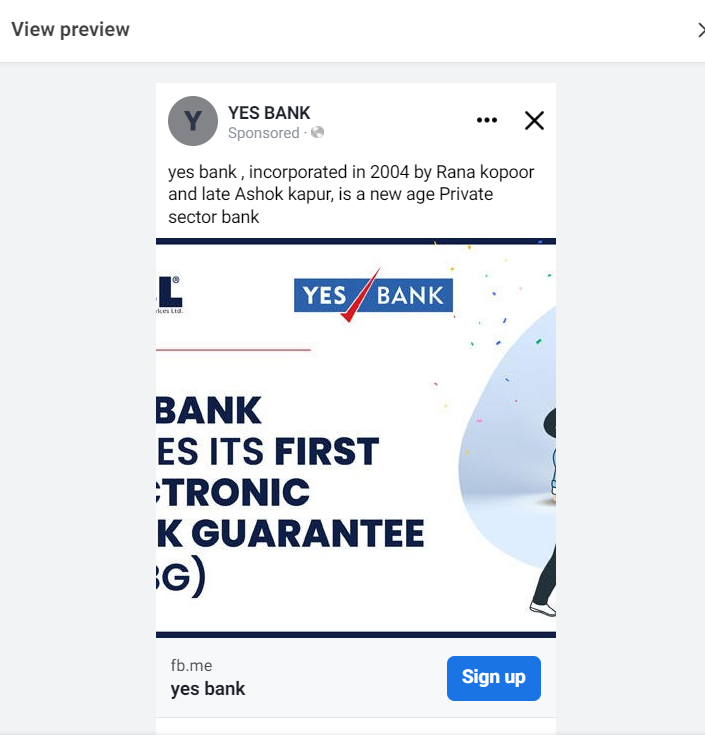 View preview
Y
YES BANK
Sponsored ·
yes bank , incorporated in 2004 by Rana kopoor
and late Ashok kapur, is a new age Private
sector bank
L®
ices Ltd.
YES BANK
BANK
ES ITS FIRST
CTRONIC
K GUARANTEE
BG)
fb.me
yes bank
Sign up